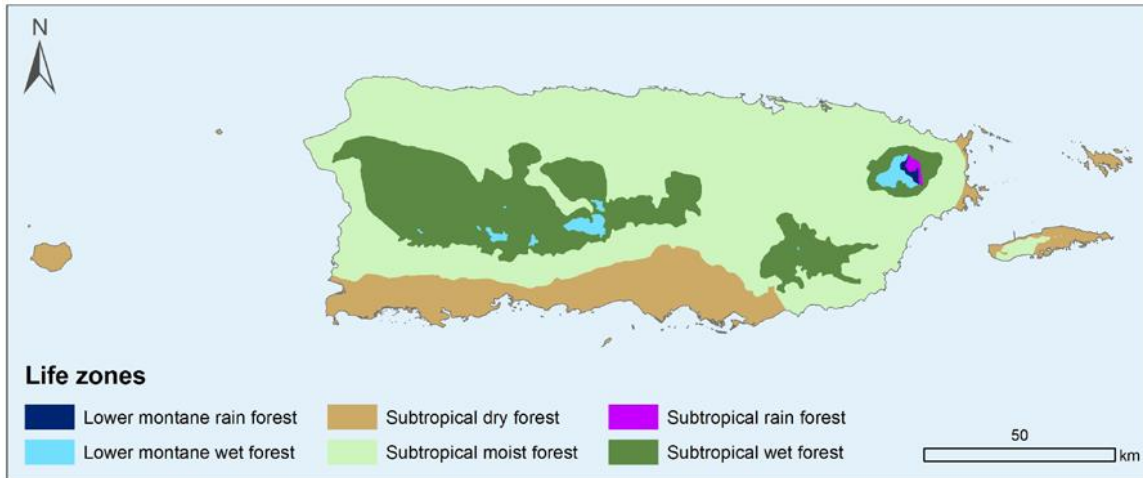 N
Life zones
Lower montane rain forest
Subtropical dry forest
Subtropical rain forest
Lower montane wet forest
Subtropical moist forest
Subtropical wet forest
50
km